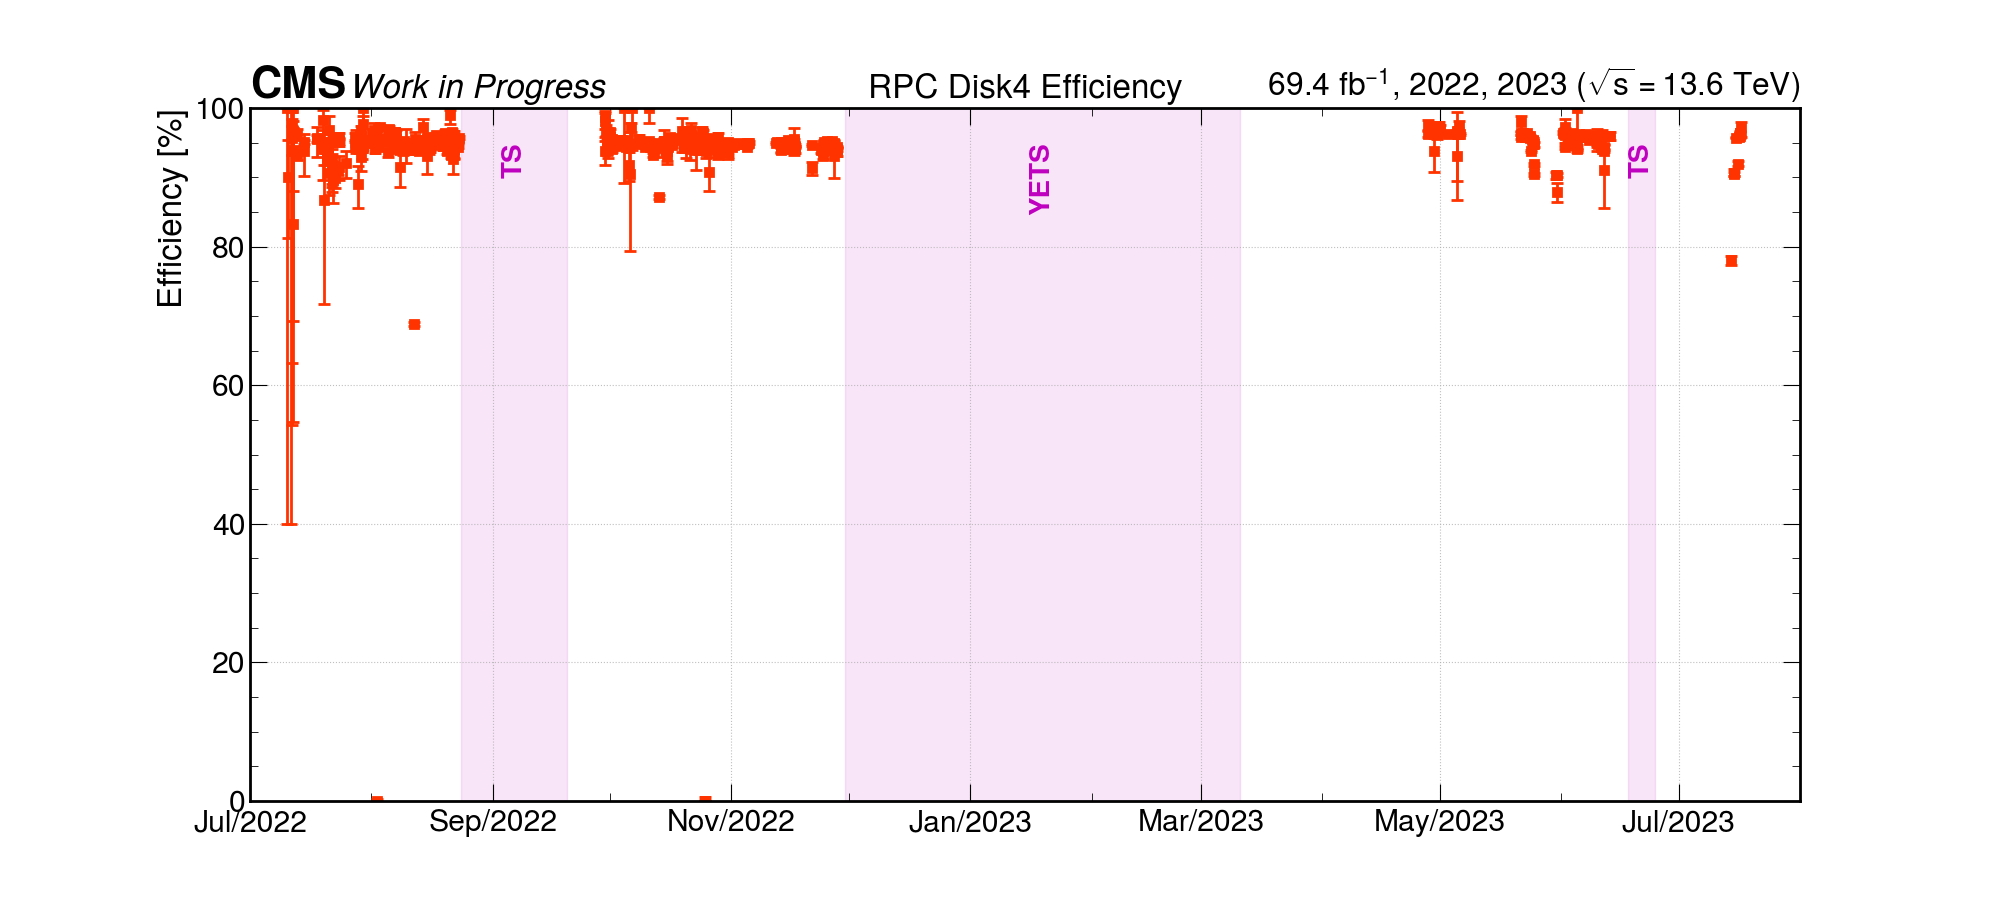 CMS Work in Progress RPC Disk4 Efficiency 69.4 fb⁻¹, 2022, 2023 (√s = 13.6 TeV)
Efficiency [%]
100
80
60
40
20
0
TS
YETS
TS
Jul/2022 Sep/2022 Nov/2022 Jan/2023 Mar/2023 May/2023 Jul/2023